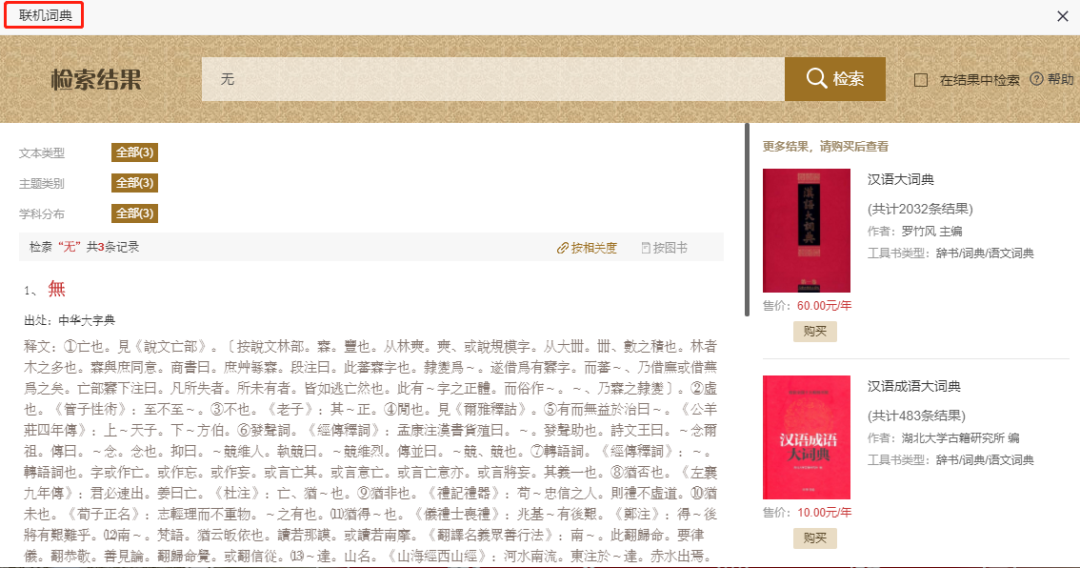 联机词典
检索结果
无
检索
在结果中检索
帮助
文本类型
全部(3)
主题类别
全部(3)
学科分布
全部(3)
检索 “无” 共3条记录
按相关度
按图书
1、 無
出处：中华大字典
释文：①亡也。見《說文亡部》。〔按說文林部。霖。豐也。从林奭。奭、或說規模字。从大卌。卌、數之積也。林者
木之多也。霖與庶同意。商書曰。庶艸䋣霖。段注曰。此蕃霖字也。隸變爲～。遂借爲有霖字。而蕃～、乃借廡或借蕪
爲之矣。亡部霖下注曰。凡所失者。所未有者。皆如逃亡然也。此有～字之正體。而俗作～。～、乃霖之隸變〕。②虛
也。《管子性術》：至不至～。③不也。《老子》：其～正。④閒也。見《爾雅釋詁》。⑤有而無益於治曰～。《公羊
莊四年傳》：上～天子。下～方伯。⑥發聲詞。《經傳釋詞》：孟康注漢書貨殖曰。～。發聲助也。詩文王曰。～念爾
祖。傳曰。～念。念也。抑曰。～競維人。執競曰。～競維烈。傳並曰。～競、競也。⑦轉語詞。《經傳釋詞》：～。
轉語詞也。字或作亡。或作忘。或作妄。或言亡其。或言意亡。或言亡意亦。或言將妄。其義一也。⑧猶否也。《左襄
九年傳》：君必速出。姜曰亡。《杜注》：亡、猶～也。⑨猶非也。《禮記禮器》：苟～忠信之人。則禮不虛道。⑩猶
未也。《荀子正名》：志輕理而不重物。～之有也。⑾猶得～也。《儀禮士喪禮》：兆基～有後艱。《鄭注》：得～後
將有艱難乎。⑿南～。梵語。猶云皈依也。讀若那謨。或讀若南摩。《翻譯名義眾善行法》：南～。此翻歸命。要律
儀。翻恭敬。善見論。翻歸命覺。或翻信從。⒀～達。山名。《山海經西山經》：河水南流。東注於～達。赤水出焉。
更多结果，请购买后查看
漢語大詞典
汉语大词典
(共计2032条结果)
作者：罗竹风 主编
工具书类型：辞书/词典/语文词典
售价：60.00元/年
购买
汉语成语
大词典
汉语成语大词典
(共计483条结果)
作者：湖北大学古籍研究所 编
工具书类型：辞书/词典/语文词典
售价：10.00元/年
购买